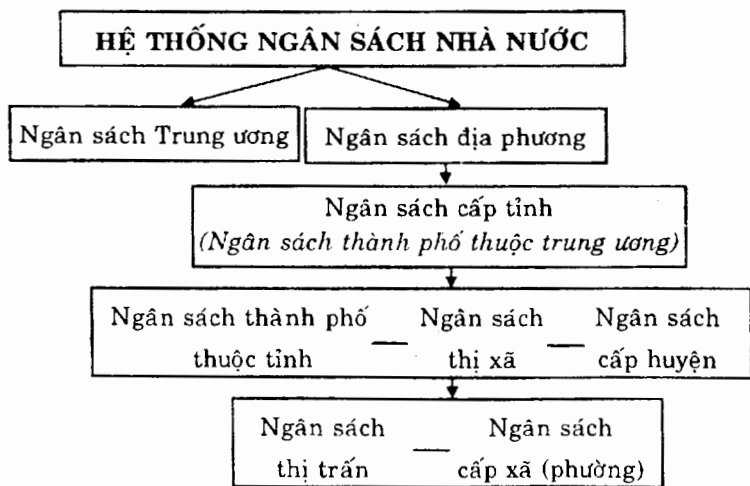 HỆ THỐNG NGÂN SÁCH NHÀ NƯỚC
Ngân sách Trung ương
Ngân sách địa phương
Ngân sách cấp tỉnh
(Ngân sách thành phố thuộc trung ương)
Ngân sách thành phố
thuộc tỉnh
—
Ngân sách
thị xã
—
Ngân sách
cấp huyện
Ngân sách
thị trấn
—
Ngân sách
cấp xã (phường)